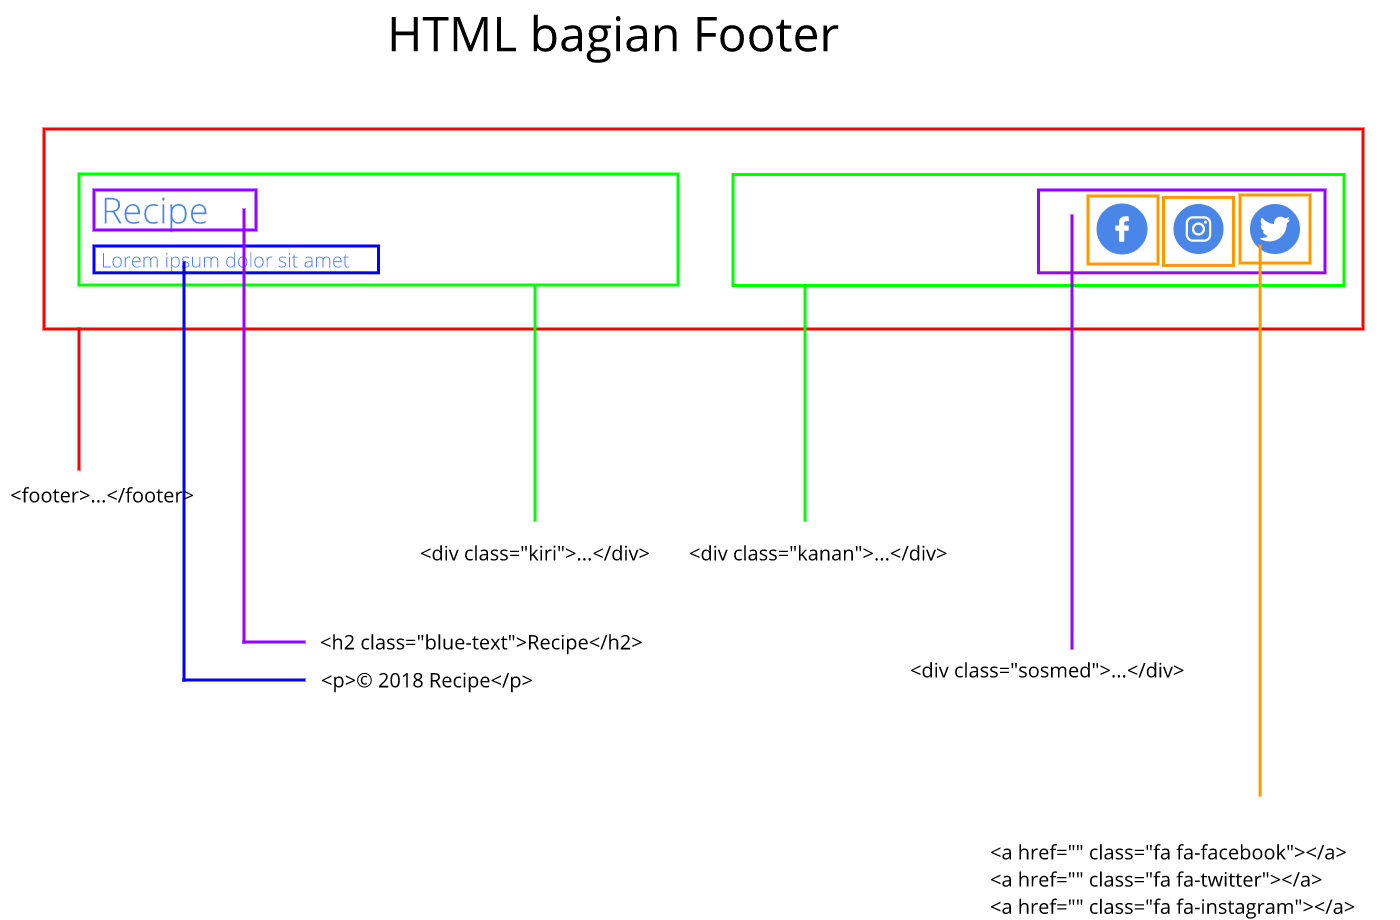 HTML bagian Footer
Recipe
Lorem ipsum dolor sit amet
<footer>...</footer>
<div class="kiri">...</div>
<div class="kanan">...</div>
<h2 class="blue-text">Recipe</h2>
<p>© 2018 Recipe</p>
<div class="sosmed">...</div>
<a href="" class="fa fa-facebook"></a>
<a href="" class="fa fa-twitter"></a>
<a href="" class="fa fa-instagram"></a>